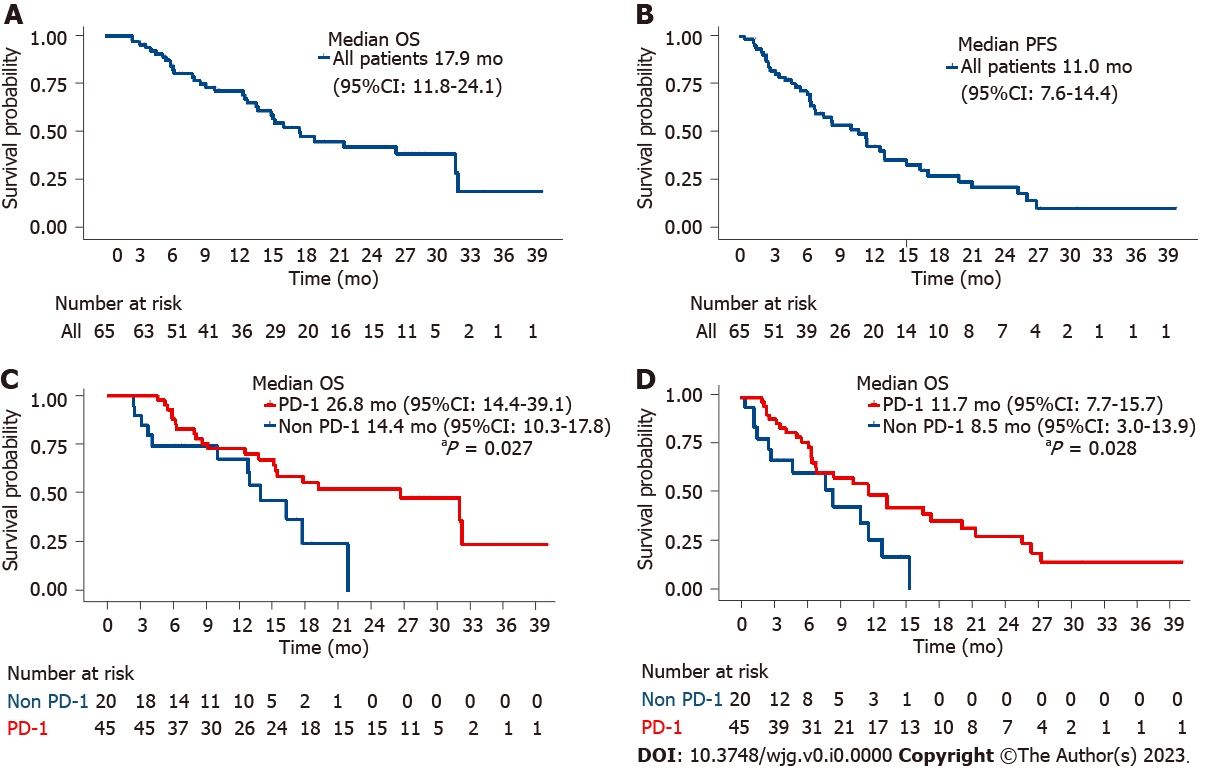 A
Median OS
All patients 17.9 mo
(95%CI: 11.8-24.1)
Survival probability
1.00
0.75
0.50
0.25
0.00
0 3 6 9 12 15 18 21 24 27 30 33 36 39
Time (mo)
Number at risk
All 65 63 51 41 36 29 20 16 15 11 5 2 1 1
B
Median PFS
All patients 11.0 mo
(95%CI: 7.6-14.4)
Survival probability
1.00
0.75
0.50
0.25
0.00
0 3 6 9 12 15 18 21 24 27 30 33 36 39
Time (mo)
Number at risk
All 65 51 39 26 20 14 10 8 7 4 2 1 1 1
C
Median OS
PD-1 26.8 mo (95%CI: 14.4-39.1)
Non PD-1 14.4 mo (95%CI: 10.3-17.8)
aP = 0.027
Survival probability
1.00
0.75
0.50
0.25
0.00
0 3 6 9 12 15 18 21 24 27 30 33 36 39
Time (mo)
Number at risk
Non PD-1 20 18 14 11 10 5 2 1 0 0 0 0 0 0
PD-1 45 45 37 30 26 24 18 15 15 11 5 2 1 1
D
Median OS
PD-1 11.7 mo (95%CI: 7.7-15.7)
Non PD-1 8.5 mo (95%CI: 3.0-13.9)
aP = 0.028
Survival probability
1.00
0.75
0.50
0.25
0.00
0 3 6 9 12 15 18 21 24 27 30 33 36 39
Time (mo)
Number at risk
Non PD-1 20 12 8 5 3 1 0 0 0 0 0 0 0 0
PD-1 45 39 31 21 17 13 10 8 7 4 2 1 1 1
DOI: 10.3748/wjg.v0.i0.0000 Copyright ©The Author(s) 2023.